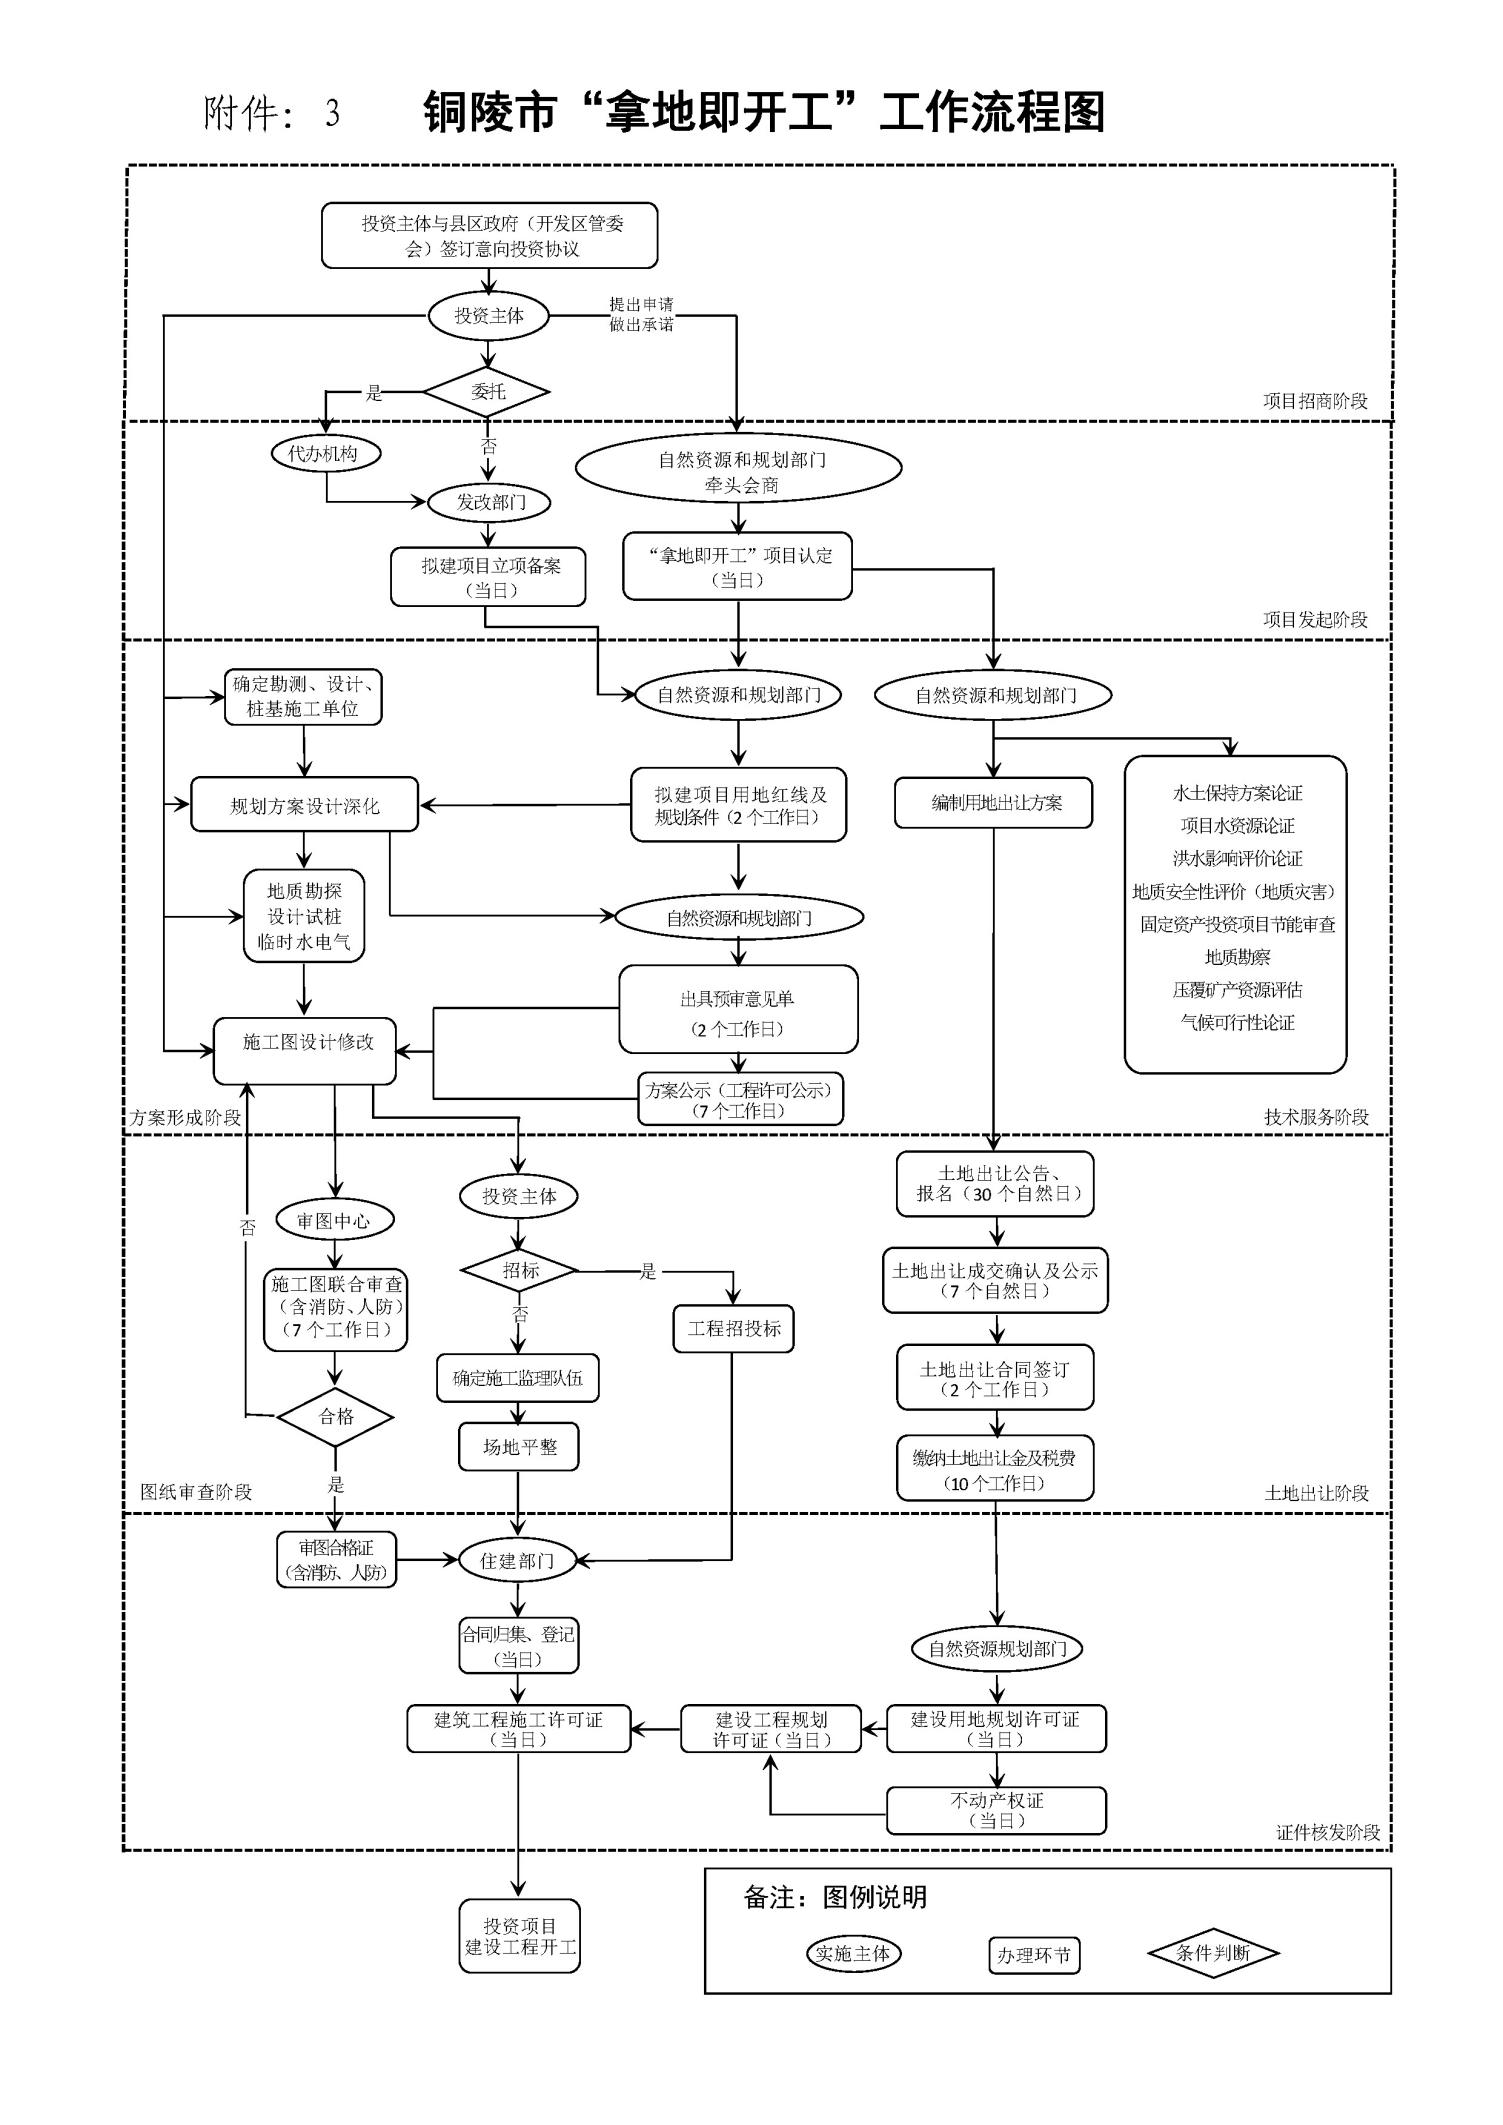 附件：3
铜陵市“拿地即开工”工作流程图
投资主体与县区政府（开发区管委
会）签订意向投资协议
投资主体
提出申请
做出承诺
是
委托
项目招商阶段
代办机构
否
发改部门
自然资源和规划部门
牵头会商
拟建项目立项备案
（当日）
“拿地即开工”项目认定
（当日）
项目发起阶段
确定勘测、设计、
桩基施工单位
自然资源和规划部门
自然资源和规划部门
规划方案设计深化
拟建项目用地红线及
规划条件（2 个工作日）
编制用地出让方案
水土保持方案论证
项目水资源论证
洪水影响评价论证
地质安全性评价（地质灾害）
固定资产投资项目节能审查
地质勘察
压覆矿产资源评估
气候可行性论证
地质勘探
设计试桩
临时水电气
自然资源和规划部门
出具预审意见单
（2 个工作日）
施工图设计修改
方案公示（工程许可公示）
（7 个工作日）
方案形成阶段
技术服务阶段
否
审图中心
投资主体
土地出让公告、
报名（30 个自然日）
施工图联合审查
（含消防、人防）
（7 个工作日）
招标
是
否
工程招投标
土地出让成交确认及公示
（7 个自然日）
确定施工监理队伍
土地出让合同签订
（2 个工作日）
合格
是
场地平整
缴纳土地出让金及税费
（10 个工作日）
图纸审查阶段
土地出让阶段
审图合格证
（含消防、人防）
住建部门
合同归集、登记
（当日）
自然资源规划部门
建筑工程施工许可证
（当日）
建设工程规划
许可证（当日）
建设用地规划许可证
（当日）
不动产权证
（当日）
证件核发阶段
投资项目
建设工程开工
备注：图例说明
实施主体
办理环节
条件判断